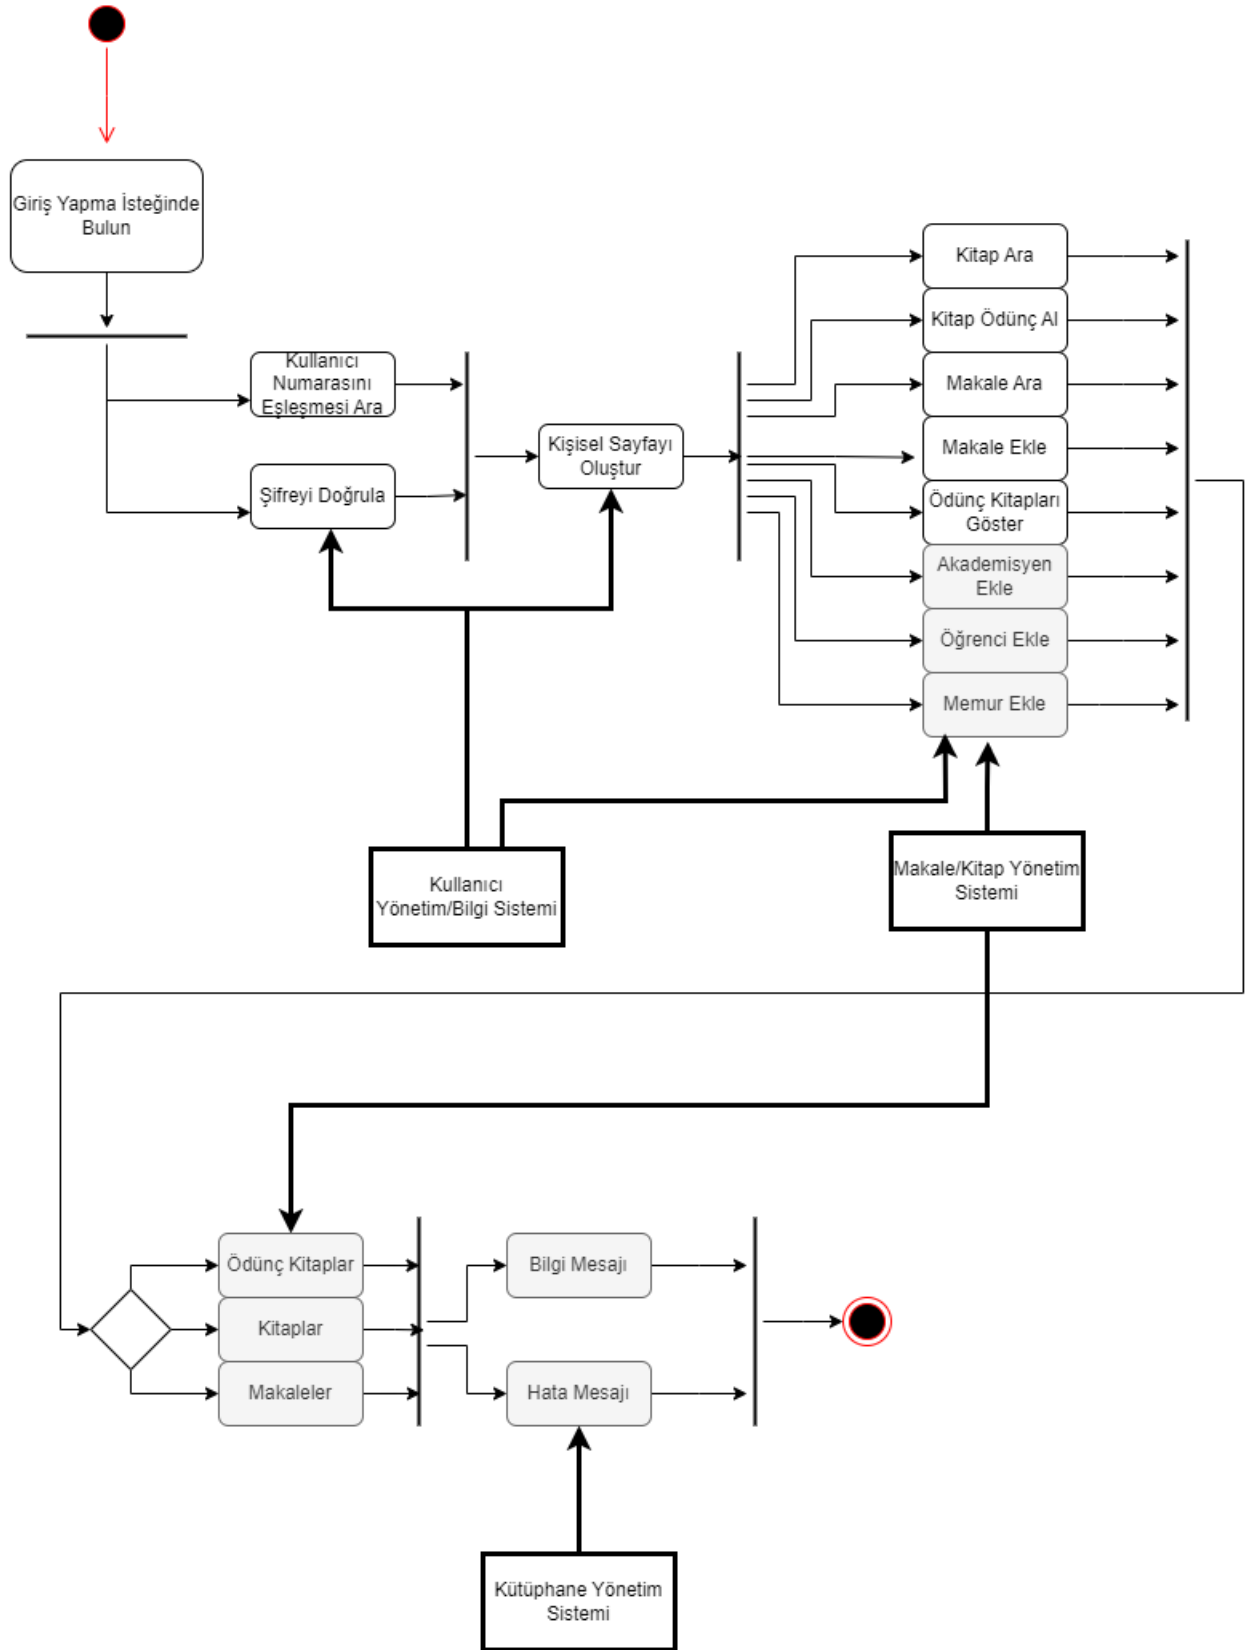 Giriş Yapma İsteğinde
Bulun
Kullanıcı
Numarasını
Eşleşmesi Ara
Şifreyi Doğrula
Kişisel Sayfayı
Oluştur
Kitap Ara
Kitap Ödünç Al
Makale Ara
Makale Ekle
Ödünç Kitapları
Göster
Akademisyen
Ekle
Öğrenci Ekle
Memur Ekle
Kullanıcı
Yönetim/Bilgi Sistemi
Makale/Kitap Yönetim
Sistemi
Ödünç Kitaplar
Kitaplar
Makaleler
Bilgi Mesajı
Hata Mesajı
Kütüphane Yönetim
Sistemi